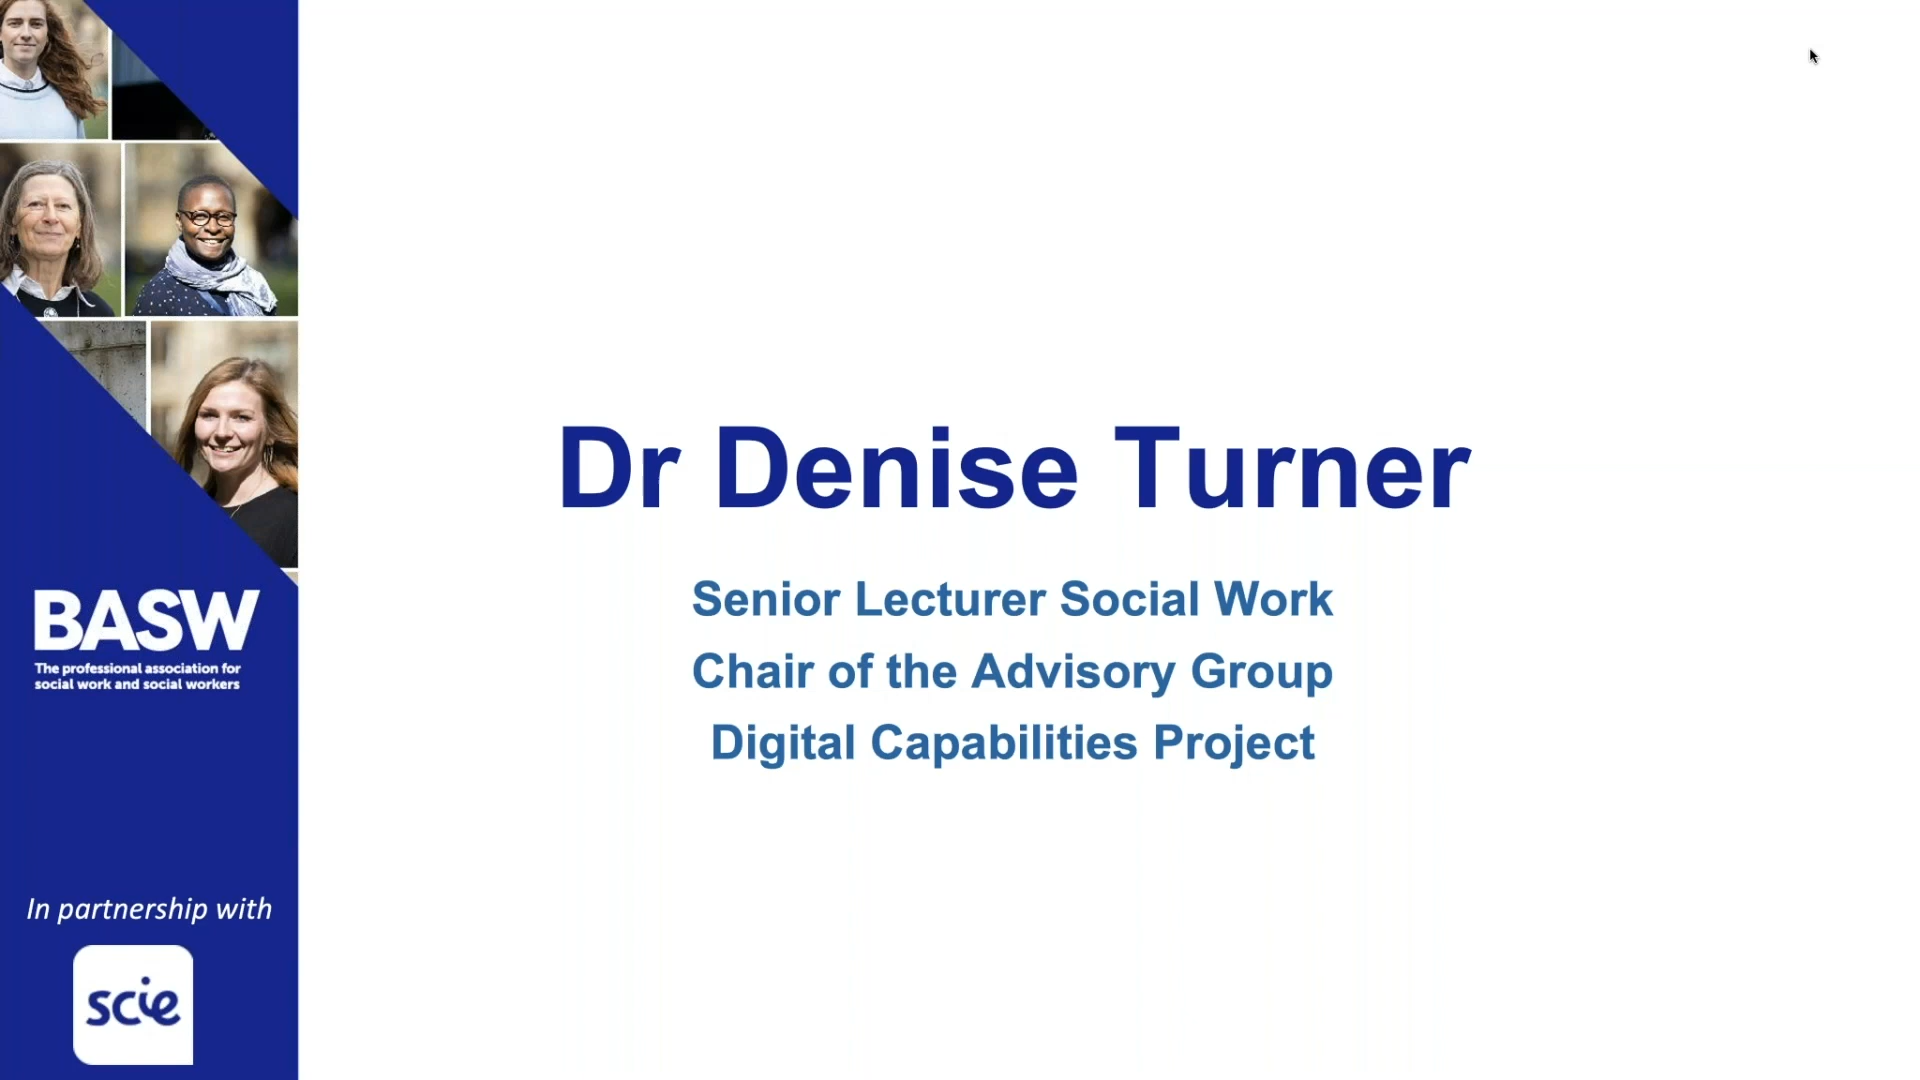 Dr Denise Turner
Senior Lecturer Social Work
Chair of the Advisory Group
Digital Capabilities Project
BASW
The professional association for
social work and social workers
In partnership with
scie